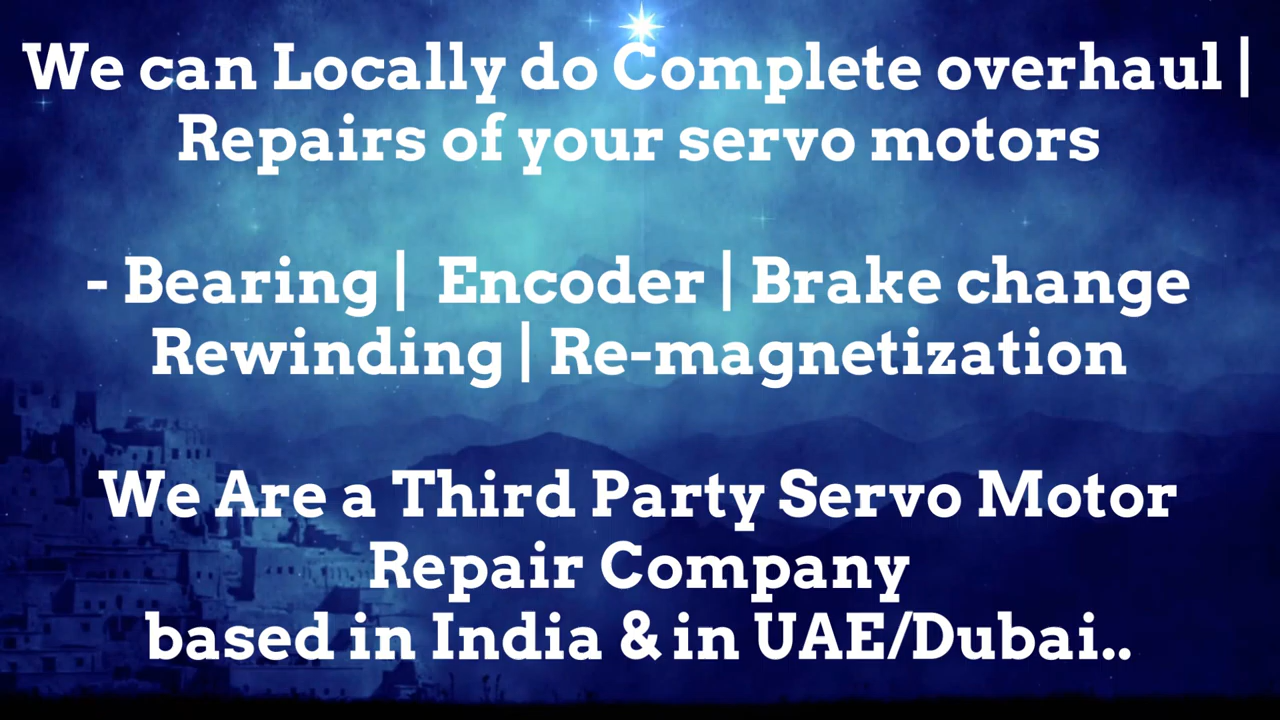 We can Locally do Complete overhaul |
Repairs of your servo motors
- Bearing | Encoder | Brake change
Rewinding | Re-magnetization
We Are a Third Party Servo Motor
Repair Company
based in India & in UAE/Dubai..